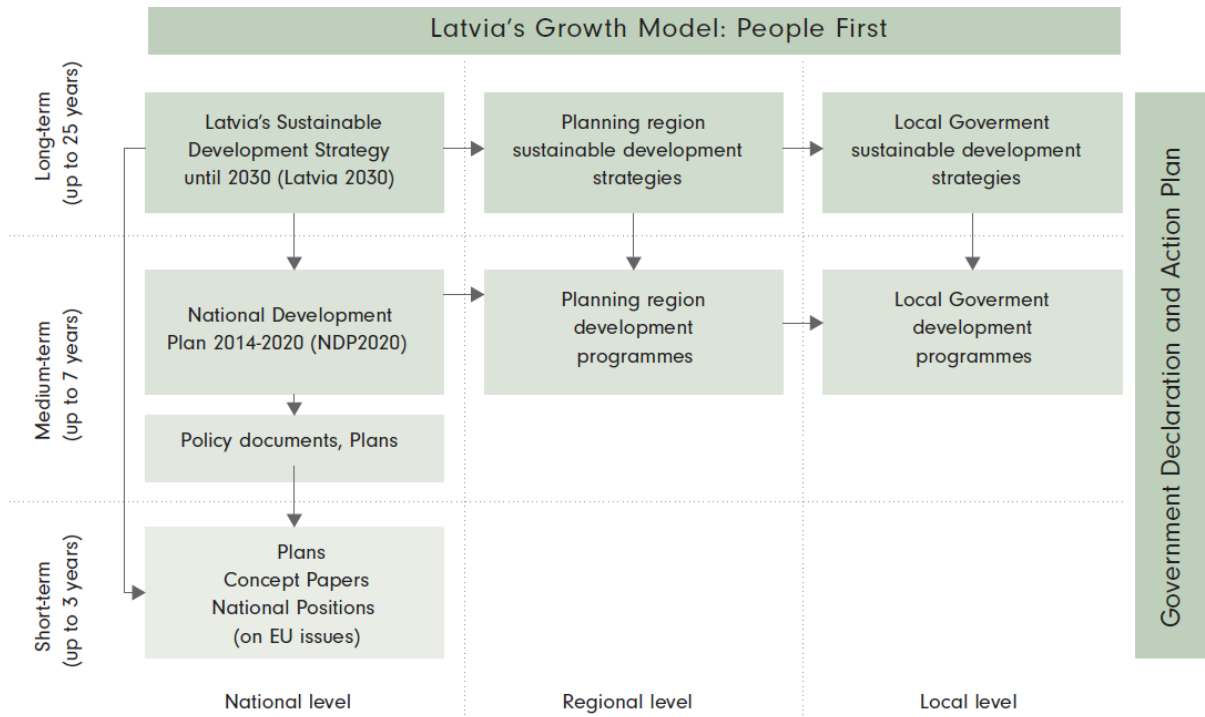 Latvia's Growth Model: People First
Long-term
(up to 25 years)
Latvia's Sustainable
Development Strategy
until 2030 (Latvia 2030)
Planning region
sustainable development
strategies
Local Goverment
sustainable development
strategies
Medium-term
(up to 7 years)
National Development
Plan 2014-2020 (NDP2020)
Planning region
development
programmes
Local Goverment
development
programmes
Policy documents, Plans
Short-term
(up to 3 years)
Plans
Concept Papers
National Positions
(on EU issues)
National level
Regional level
Local level
Government Declaration and Action Plan